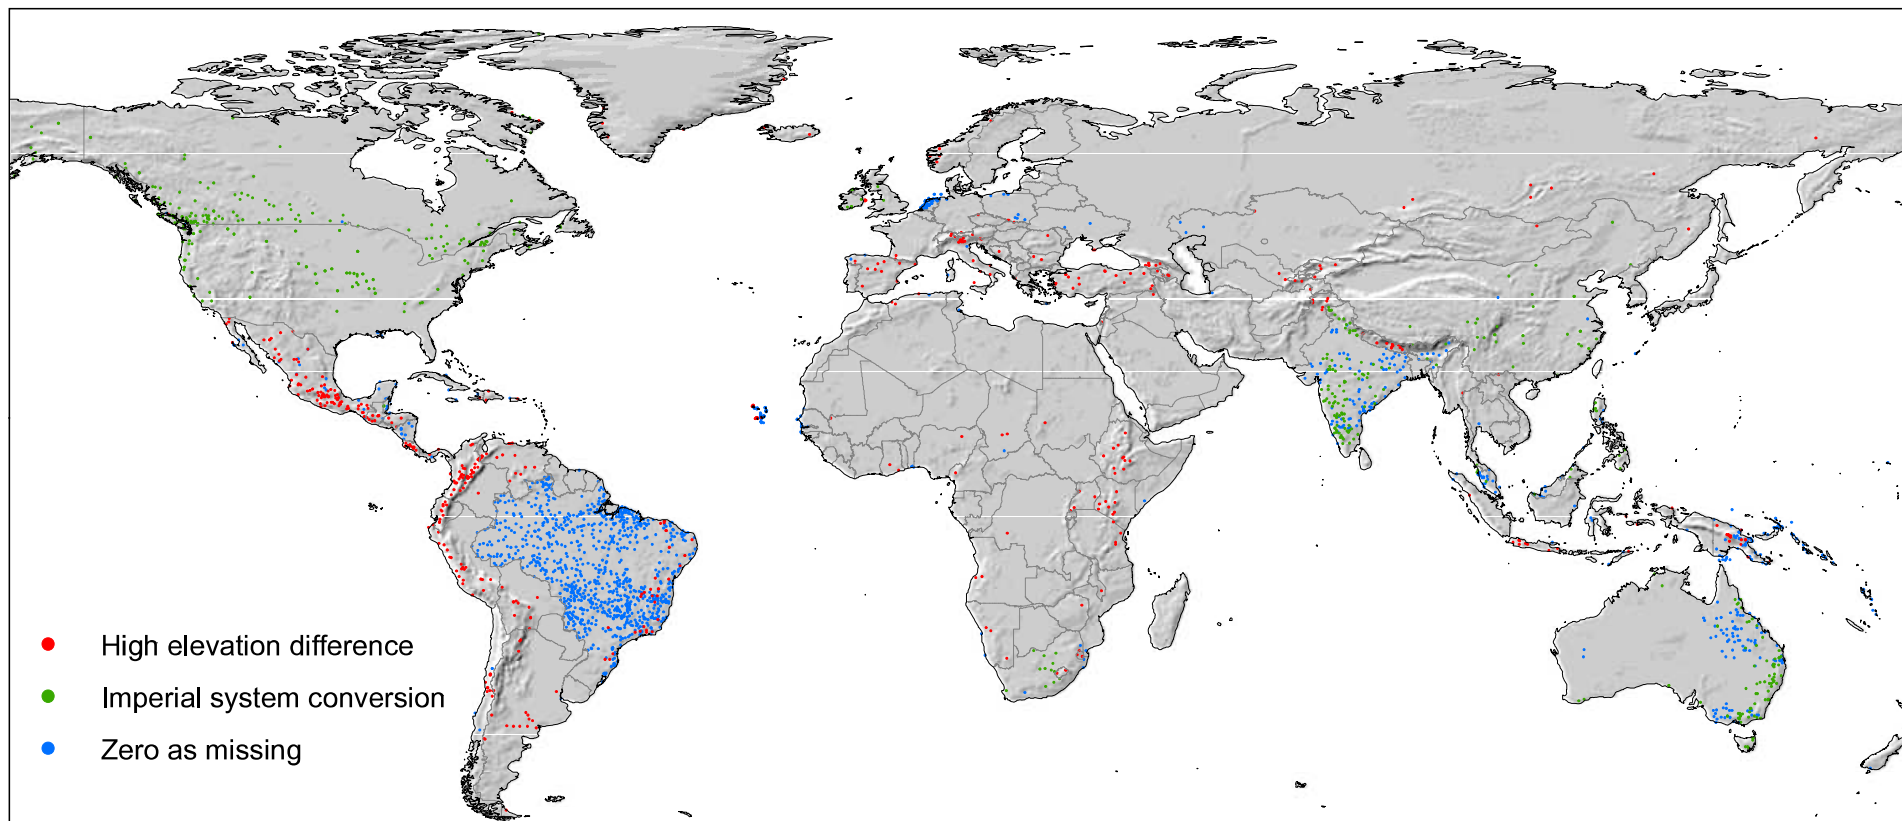 High elevation difference
Imperial system conversion
Zero as missing